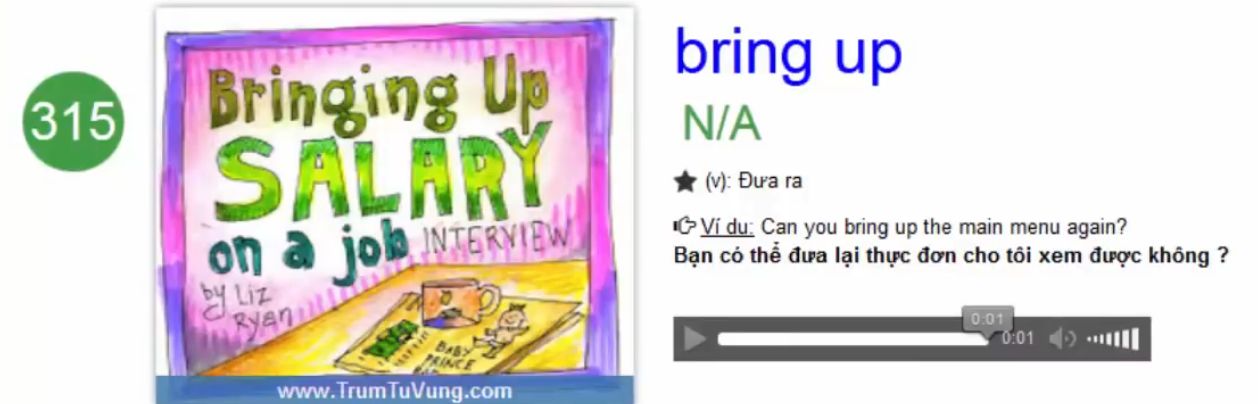 315
Bringing Up
SALARY
on a job INTERVIEW
by Liz
Ryan
BABY
PRINCE
www.TrumTuVung.com
bring up
N/A
(v): Đưa ra
Ví dụ: Can you bring up the main menu again?
Bạn có thể đưa lại thực đơn cho tôi xem được không ?
0:01
0:01